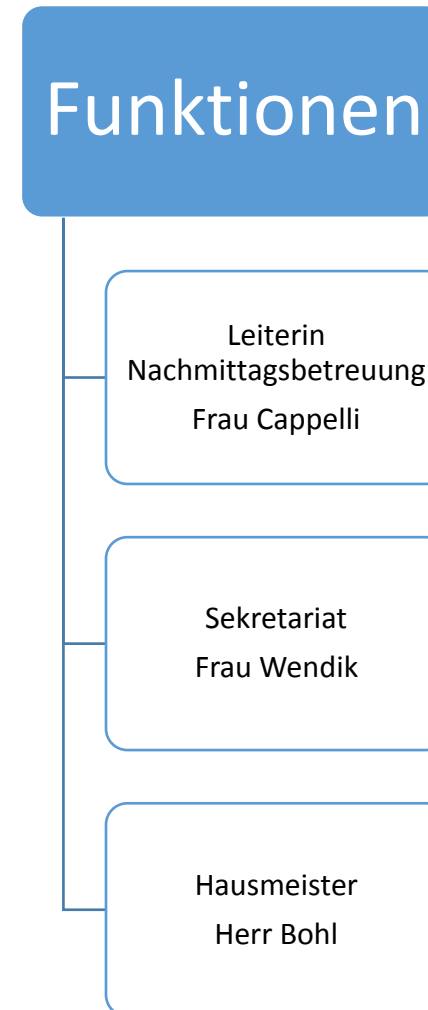 Funktionen
Leiterin
Nachmittagsbetreuung
Frau Cappelli
Sekretariat
Frau Wendik
Hausmeister
Herr Bohl